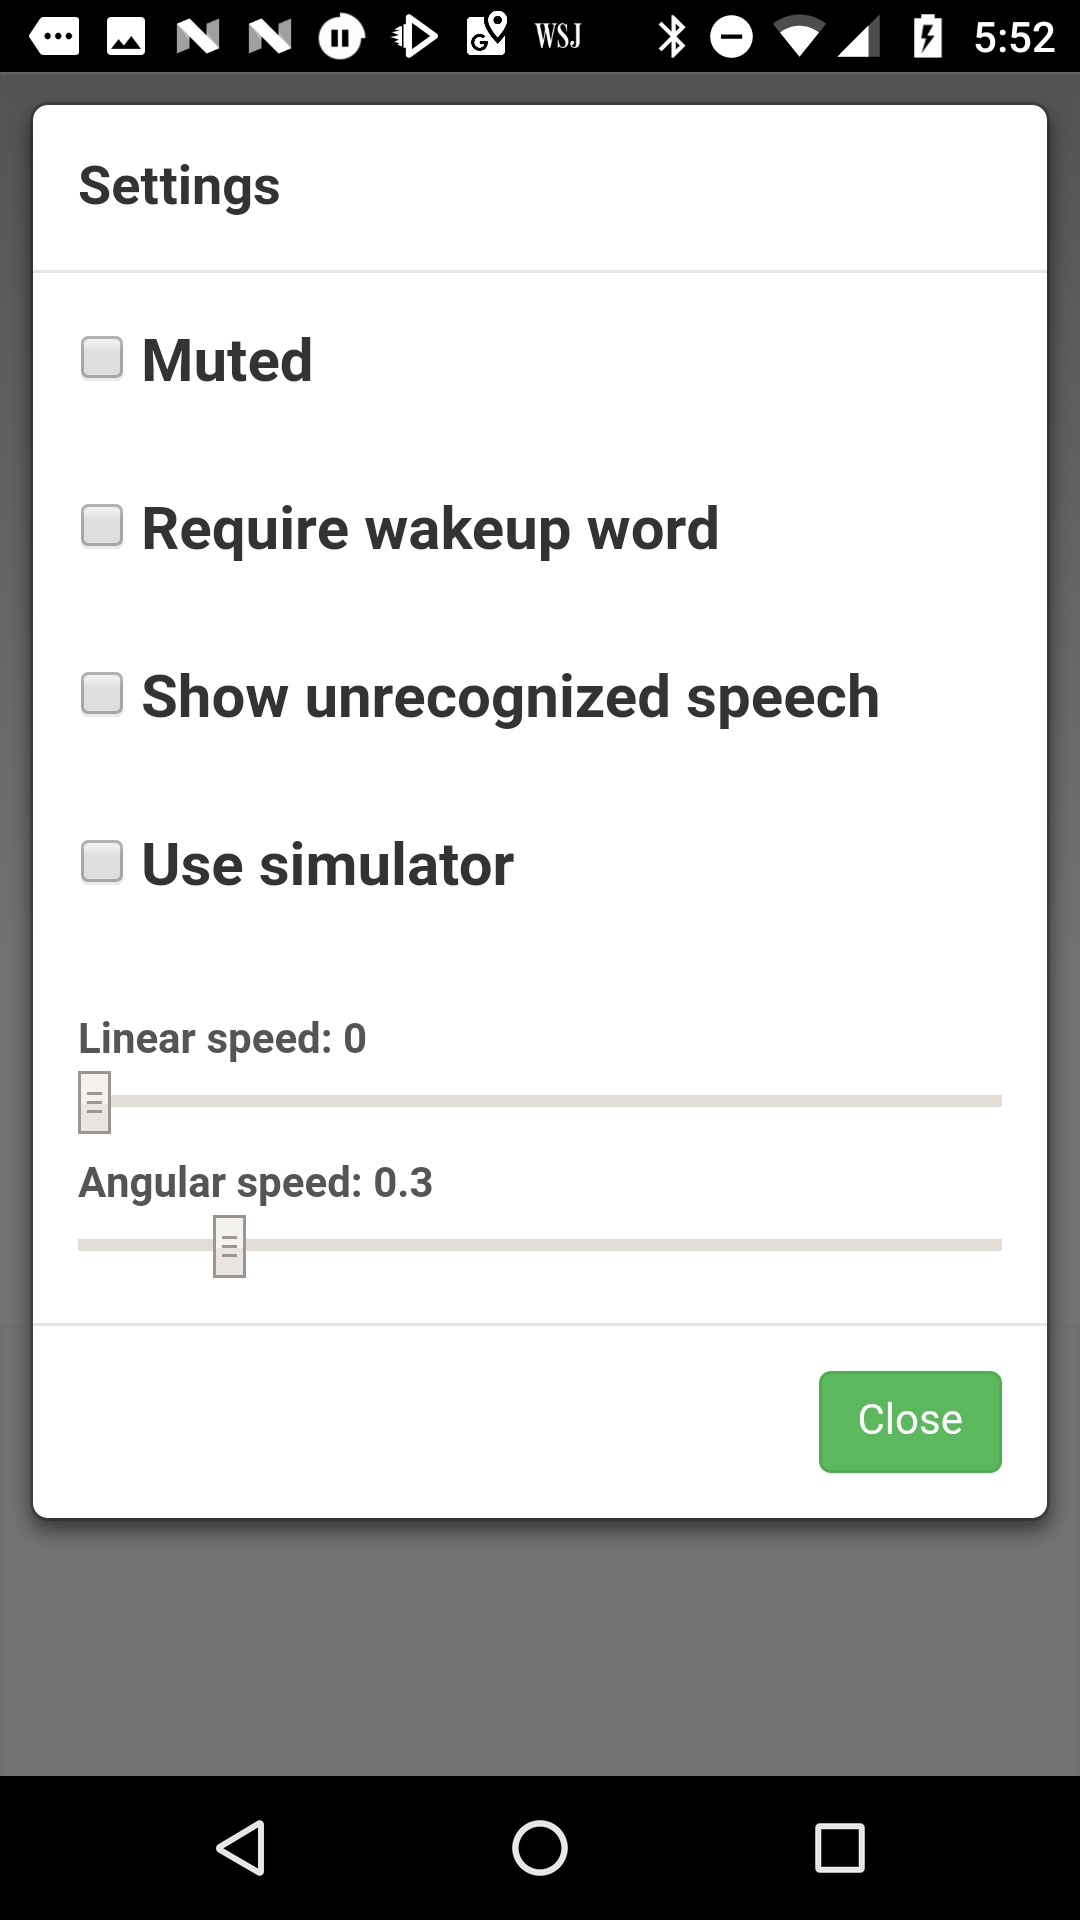 WSJ 5:52
Settings
Muted
Require wakeup word
Show unrecognized speech
Use simulator
Linear speed: 0
Angular speed: 0.3
Close